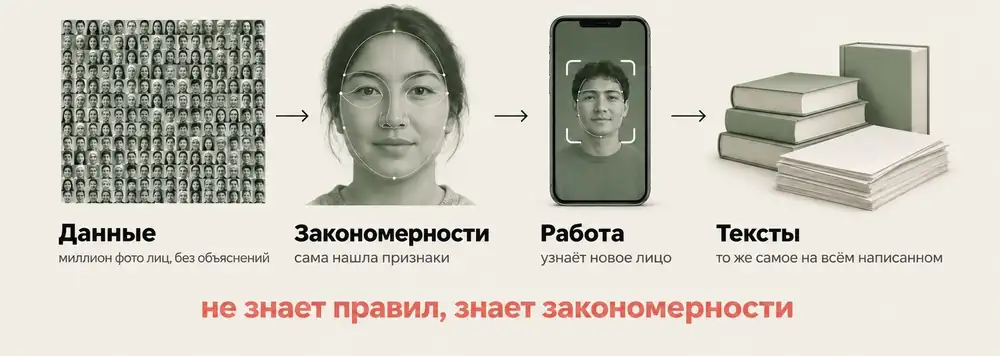 Данные
миллион фото лиц, без объяснений
Закономерности
сама нашла признаки
Работа
узнаёт новое лицо
Тексты
то же самое на всём написанном
не знает правил, знает закономерности